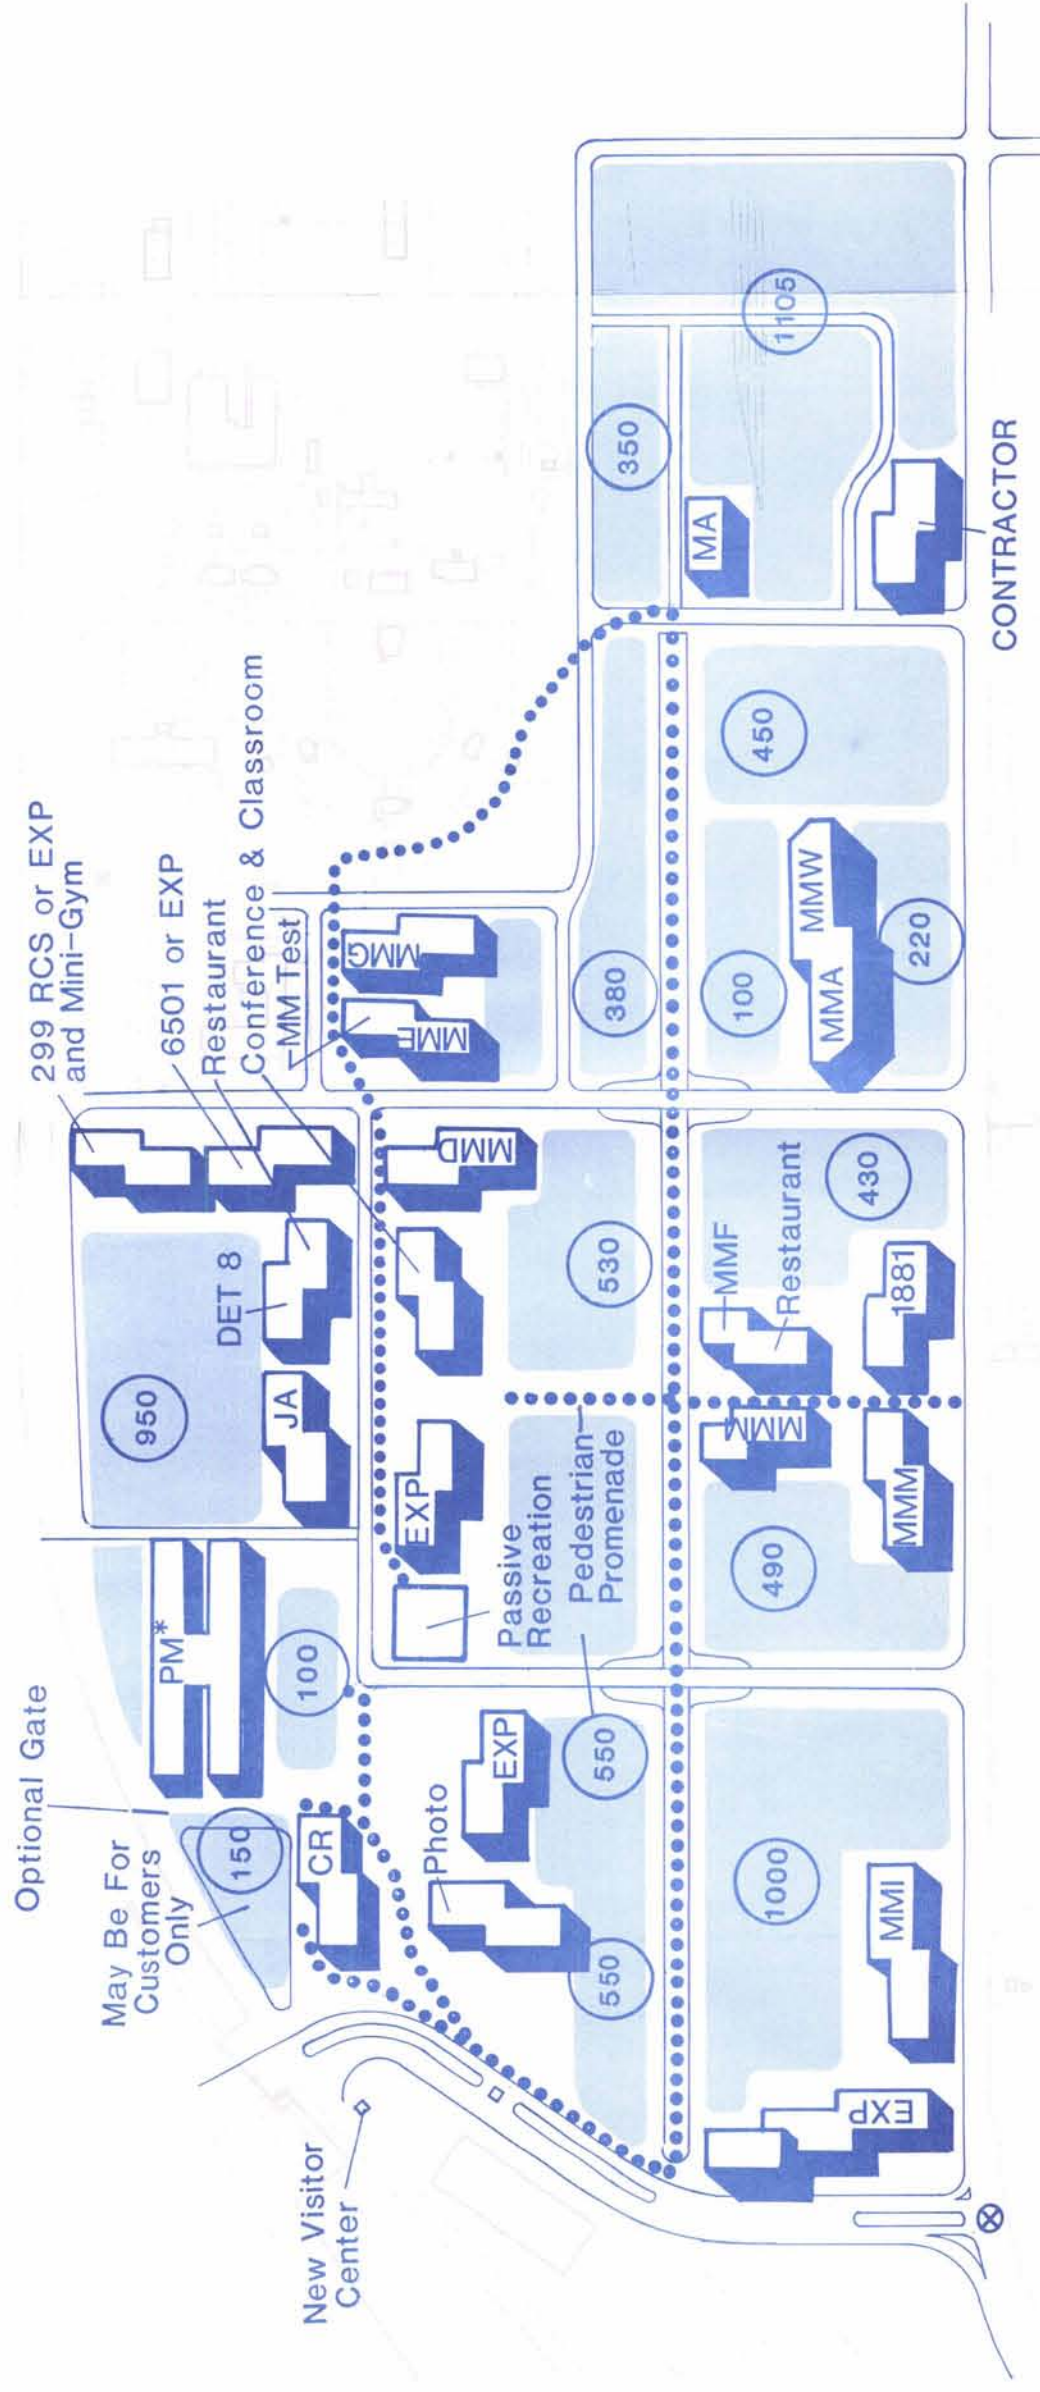 Optional Gate
May Be For
Customers
Only
150
New Visitor
Center
PM*
100
CR
Photo
EXP
550
550
950
JA
DET 8
299 RCS or EXP
and Mini-Gym
6501 or EXP
Restaurant
Conference & Classroom
MM Test
EXP
Passive
Recreation
Pedestrian
Promenade
530
MMD
MME
MMG
380
350
1105
MA
CONTRACTOR
450
100
MMA
MMW
220
430
MMF
Restaurant
1881
MMM
490
1000
MMI
EXP